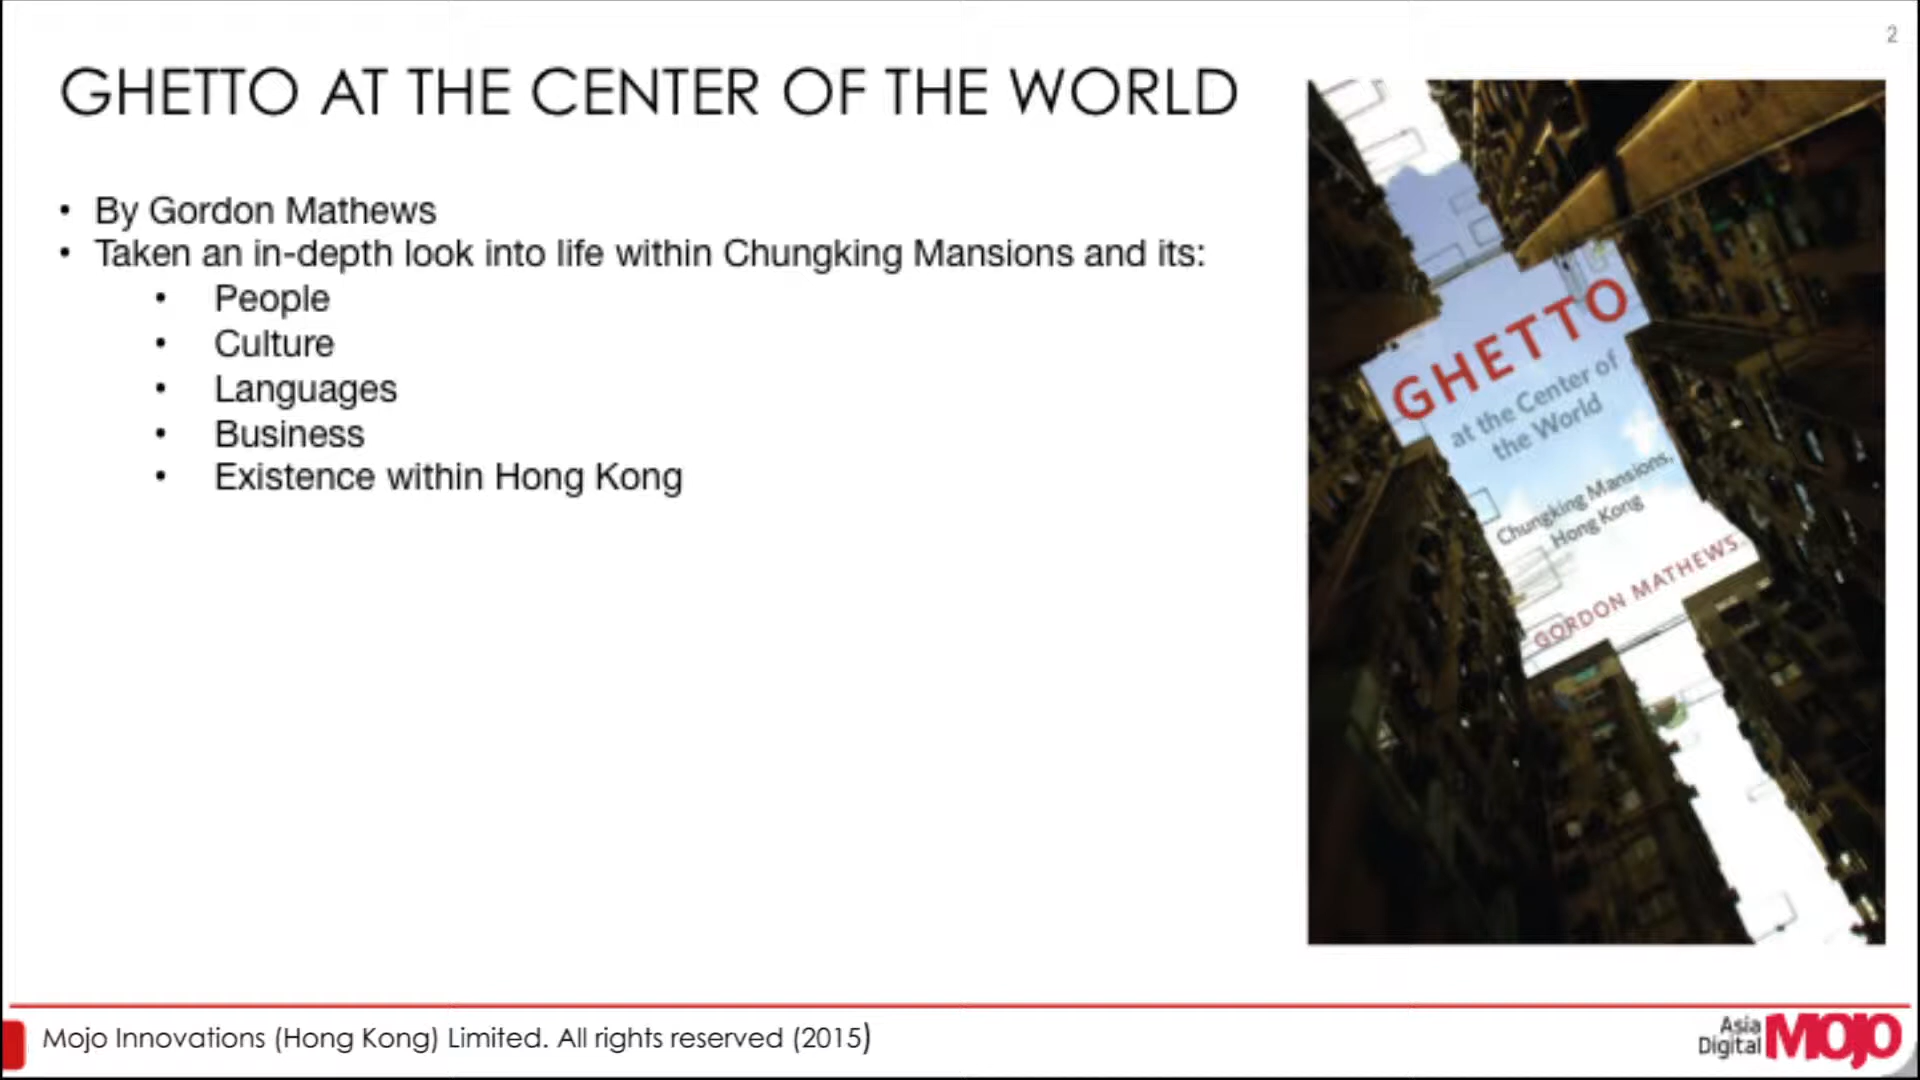 2
GHETTO AT THE CENTER OF THE WORLD
• By Gordon Mathews
• Taken an in-depth look into life within Chungking Mansions and its:
• People
• Culture
• Languages
• Business
• Existence within Hong Kong
GHETTO
at the Center of
the World
Chungking Mansions,
Hong Kong
GORDON MATHEWS
Mojo Innovations (Hong Kong) Limited. All rights reserved (2015)
Asia
Digital MOJO